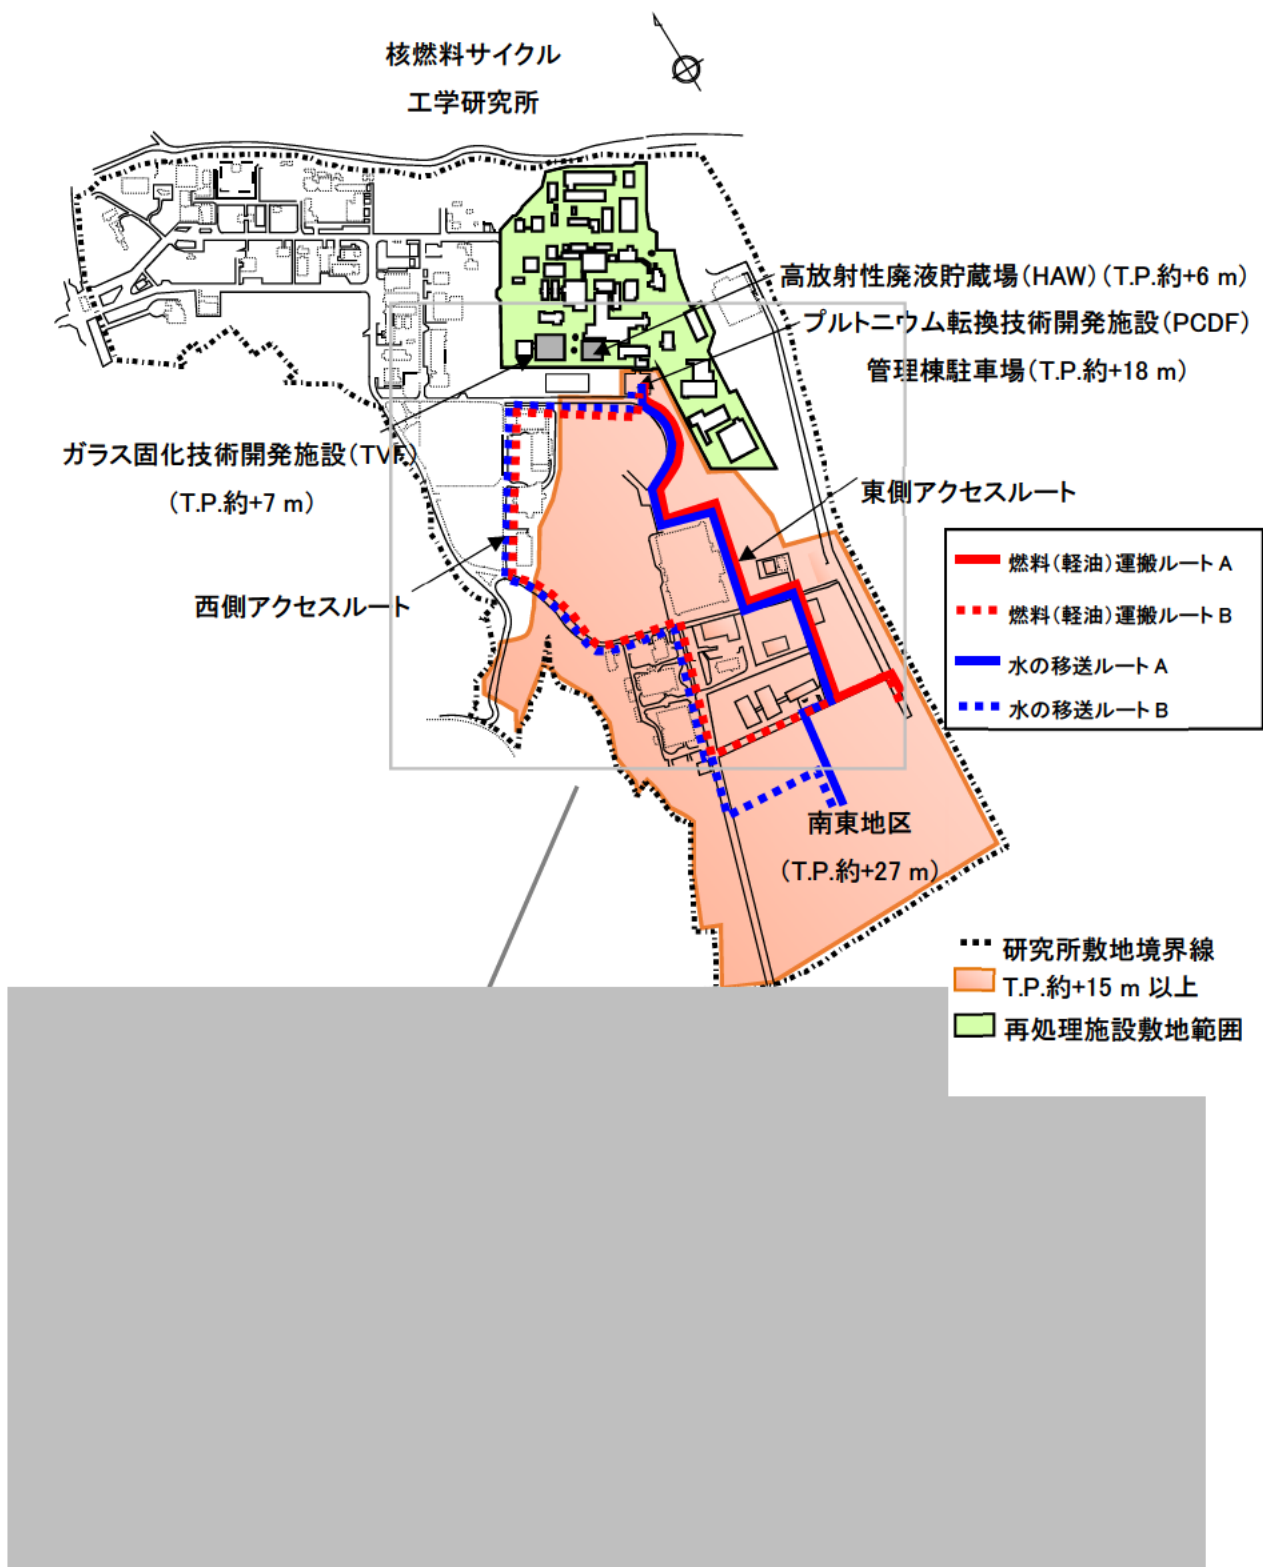 核燃料サイクル
工学研究所
高放射性廃液貯蔵場(HAW)(T.P.約+6 m)
プルトニウム転換技術開発施設(PCDF)
管理棟駐車場(T.P.約+18 m)
ガラス固化技術開発施設(TVF)
(T.P.約+7 m)
東側アクセスルート
西側アクセスルート
燃料(軽油)運搬ルート A
燃料(軽油)運搬ルート B
水の移送ルート A
水の移送ルート B
南東地区
(T.P.約+27 m)
研究所敷地境界線
T.P.約+15 m 以上
再処理施設敷地範囲